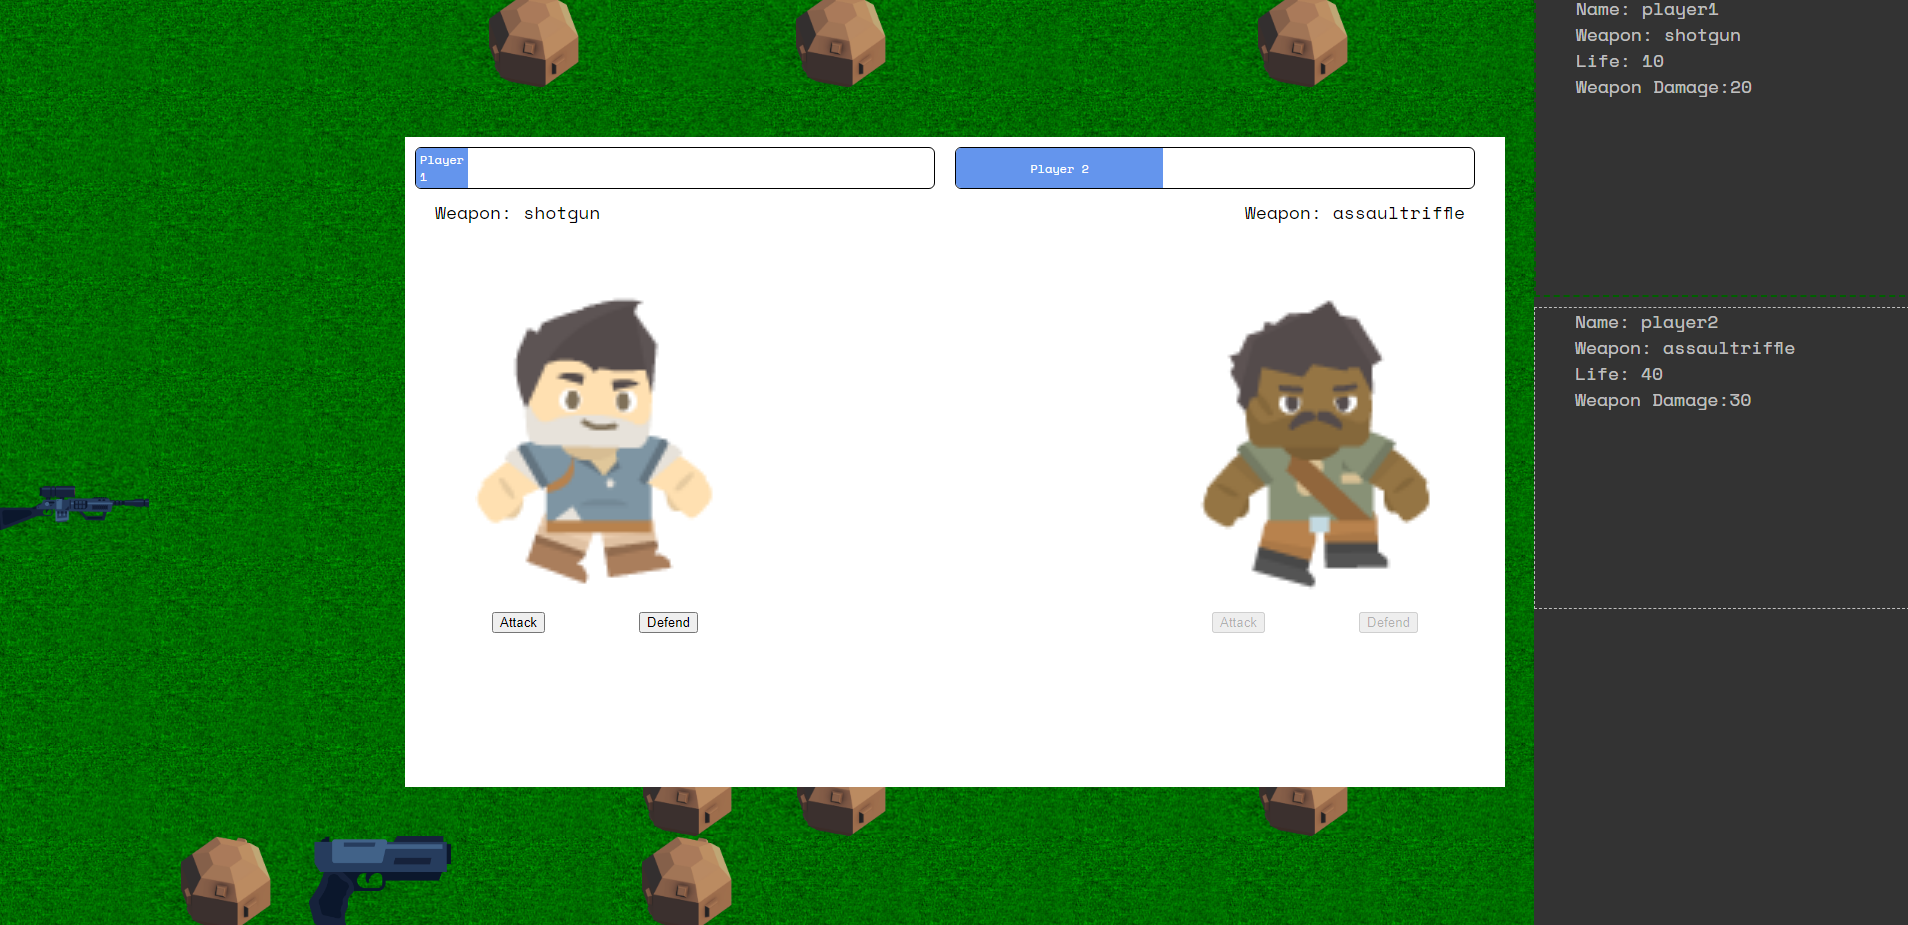 Name: player1
Weapon: shotgun
Life: 10
Weapon Damage:20
Player
1
Player 2
Weapon: shotgun
Weapon: assaultriffle
Attack
Defend
Attack
Defend
Name: player2
Weapon: assaultriffle
Life: 40
Weapon Damage:30